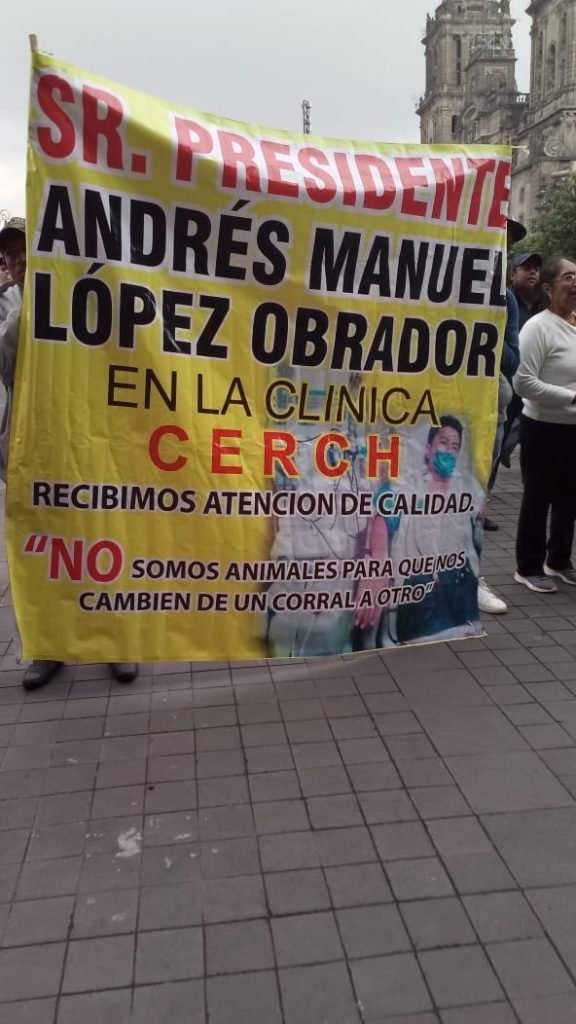 SR. PRESIDENTE
ANDRÉS MANUEL
LÓPEZ OBRADOR
EN LA CLINICA
CERCH
RECIBIMOS ATENCION DE CALIDAD.
"NO SOMOS ANIMALES PARA QUE NOS
CAMBIEN DE UN CORRAL A OTRO"